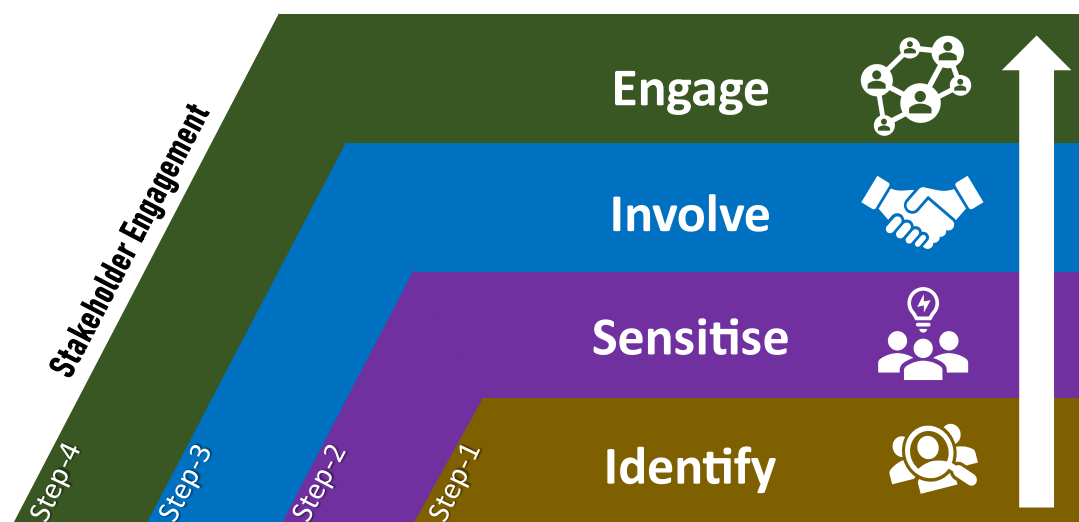 Stakeholder Engagement
Engage
Involve
Sensitise
Identify
Step-4
Step-3
Step-2
Step-1